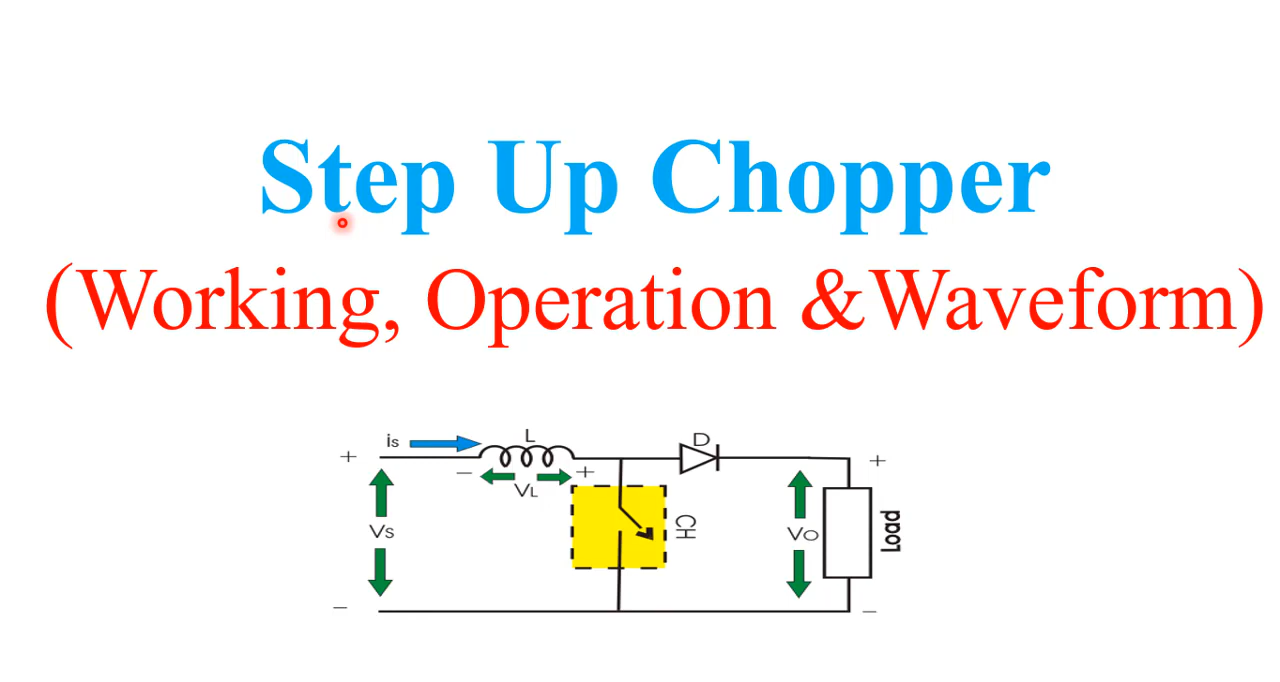 Step Up Chopper
(Working, Operation &Waveform)
is L D
+ − + +
VL
Vs CH VO Load
− −